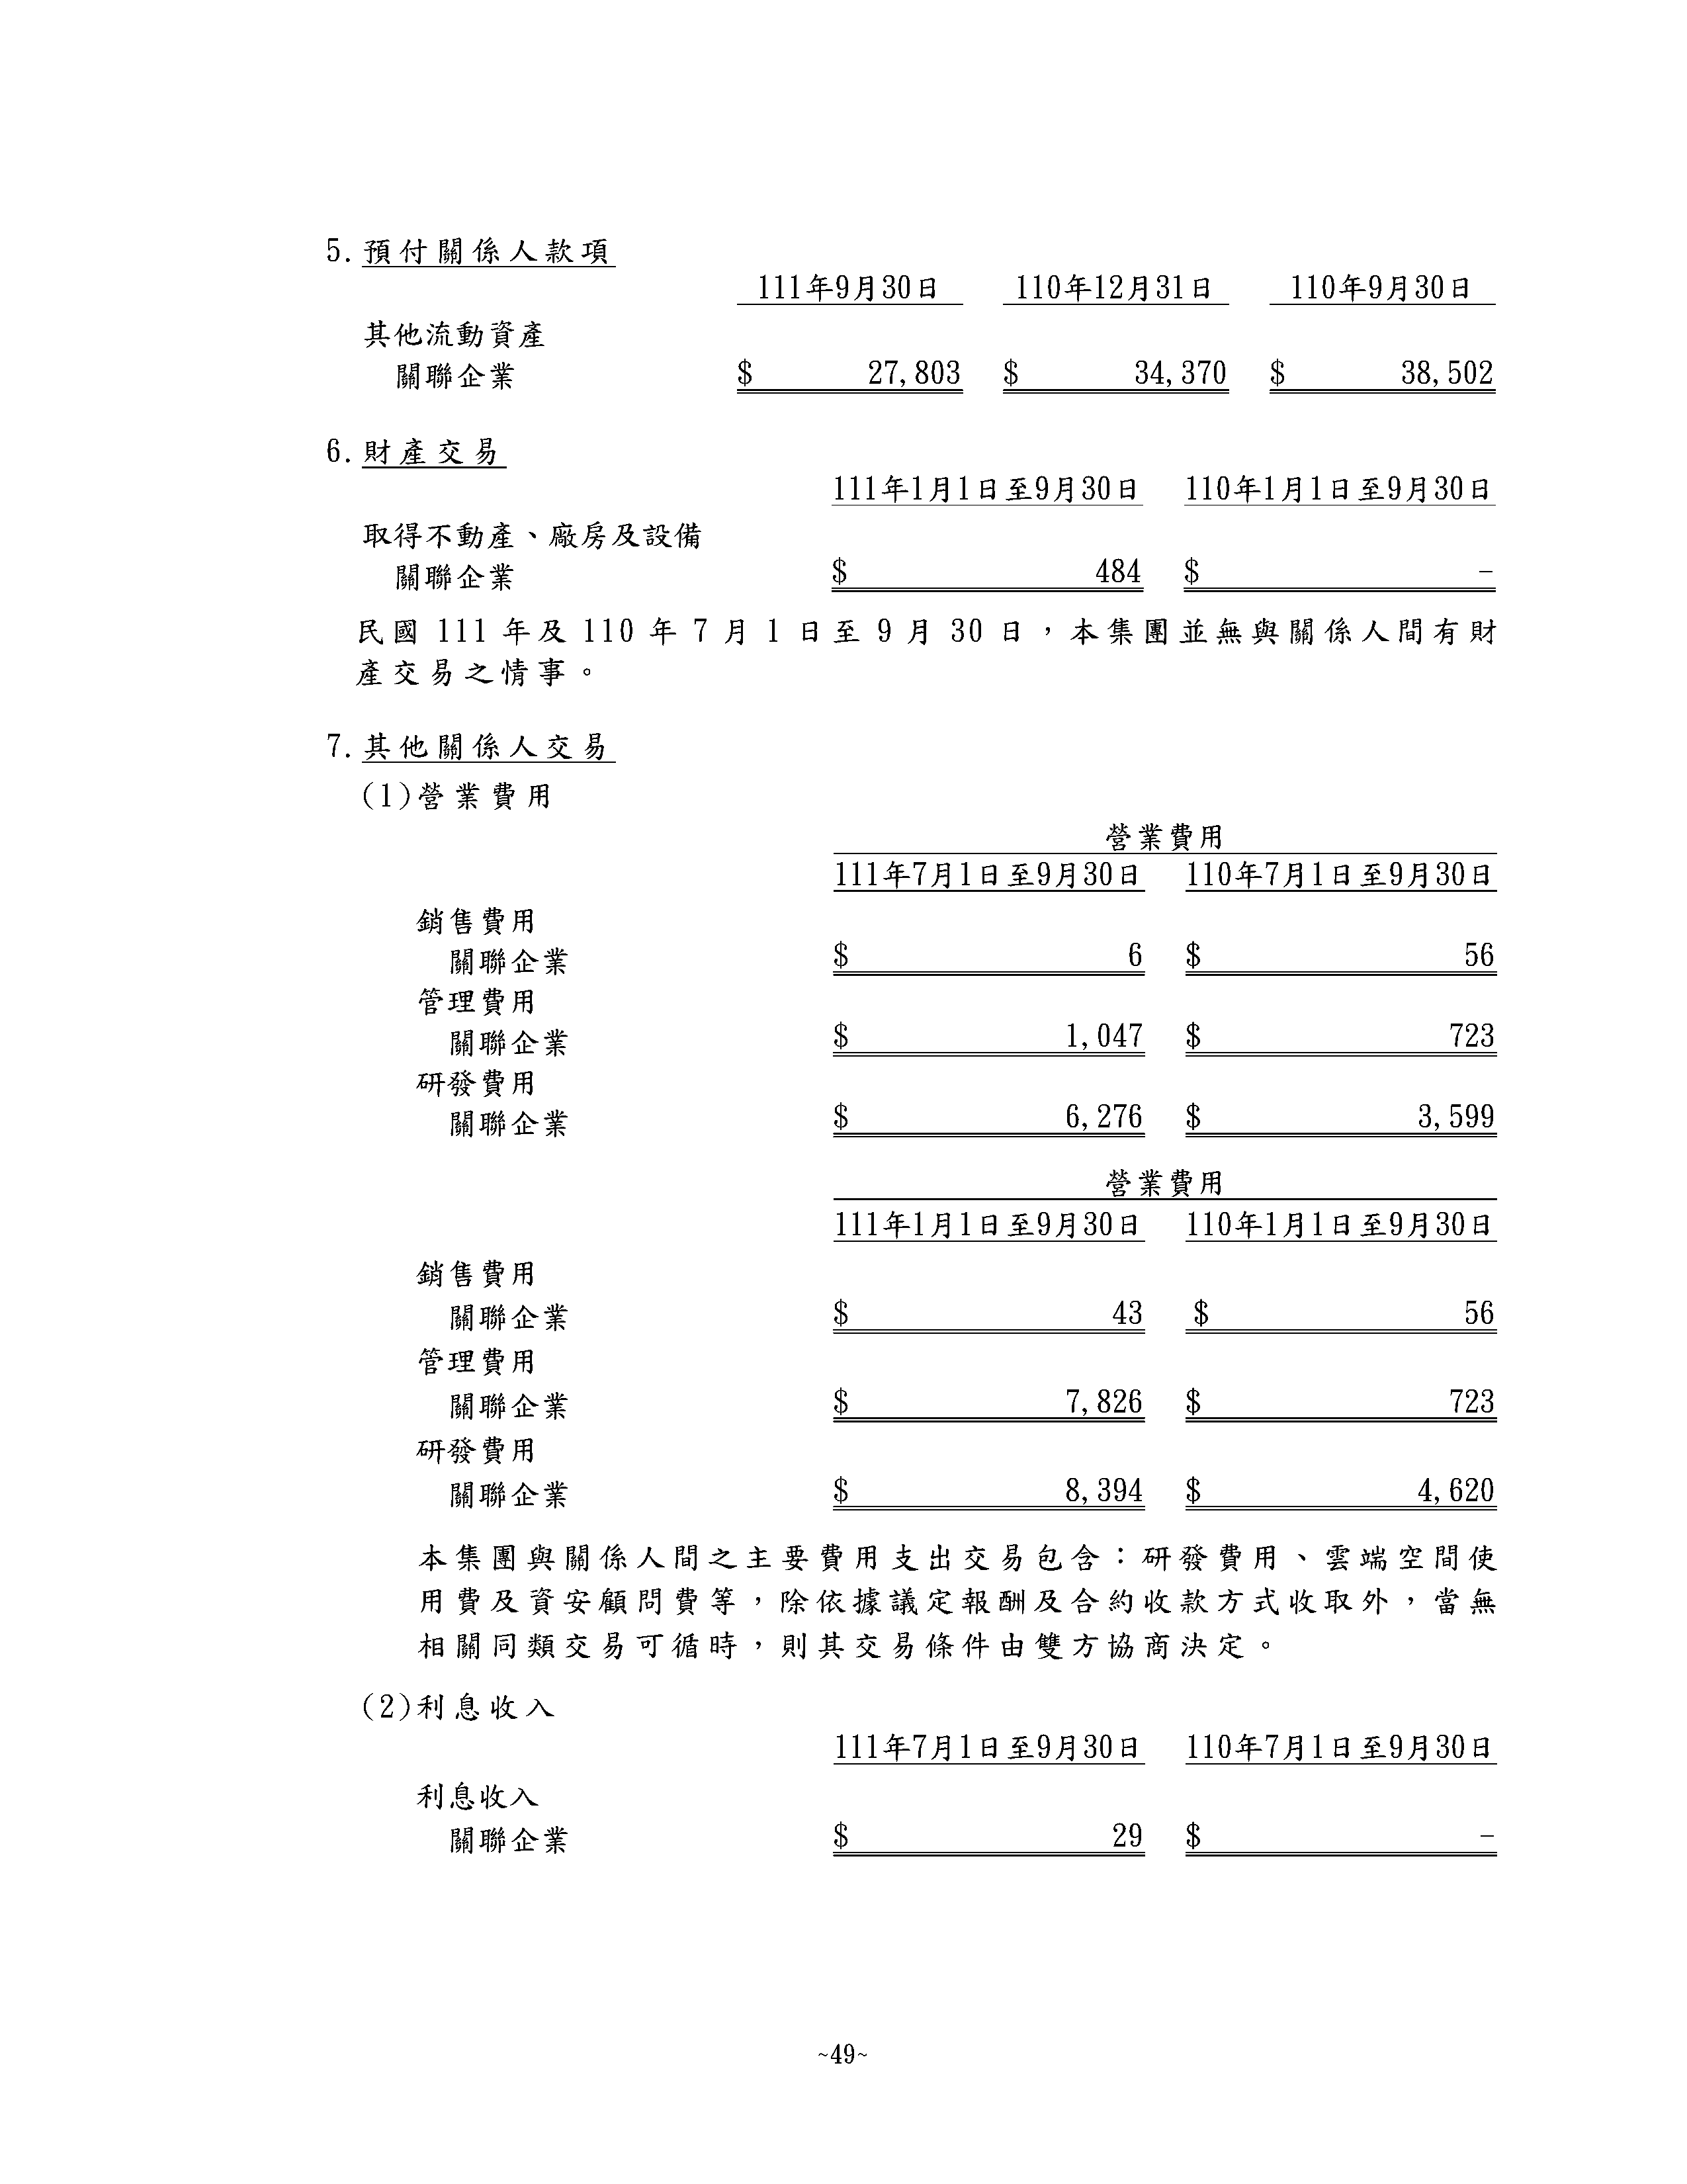 5.預付關係人款項
111年9月30日 110年12月31日 110年9月30日
其他流動資產
關聯企業 $ 27,803 $ 34,370 $ 38,502
6.財產交易
111年1月1日至9月30日 110年1月1日至9月30日
取得不動產、廠房及設備
關聯企業 $ 484 $ -
民國 111 年及 110 年 7 月 1 日至 9 月 30 日，本集團並無與關係人間有財
產交易之情事。
7.其他關係人交易
(1)營業費用
營業費用
111年7月1日至9月30日 110年7月1日至9月30日
銷售費用
關聯企業 $ 6 $ 56
管理費用
關聯企業 $ 1,047 $ 723
研發費用
關聯企業 $ 6,276 $ 3,599
營業費用
111年1月1日至9月30日 110年1月1日至9月30日
銷售費用
關聯企業 $ 43 $ 56
管理費用
關聯企業 $ 7,826 $ 723
研發費用
關聯企業 $ 8,394 $ 4,620
本集團與關係人間之主要費用支出交易包含：研發費用、雲端空間使
用費及資安顧問費等，除依據議定報酬及合約收款方式收取外，當無
相關同類交易可循時，則其交易條件由雙方協商決定。
(2)利息收入
111年7月1日至9月30日 110年7月1日至9月30日
利息收入
關聯企業 $ 29 $ -
~49~